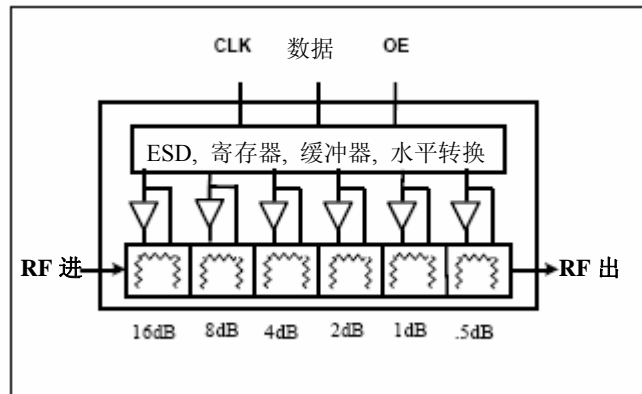 CLK 数据 OE
ESD, 寄存器, 缓冲器, 水平转换
RF 进 RF 出
16dB 8dB 4dB 2dB 1dB .5dB